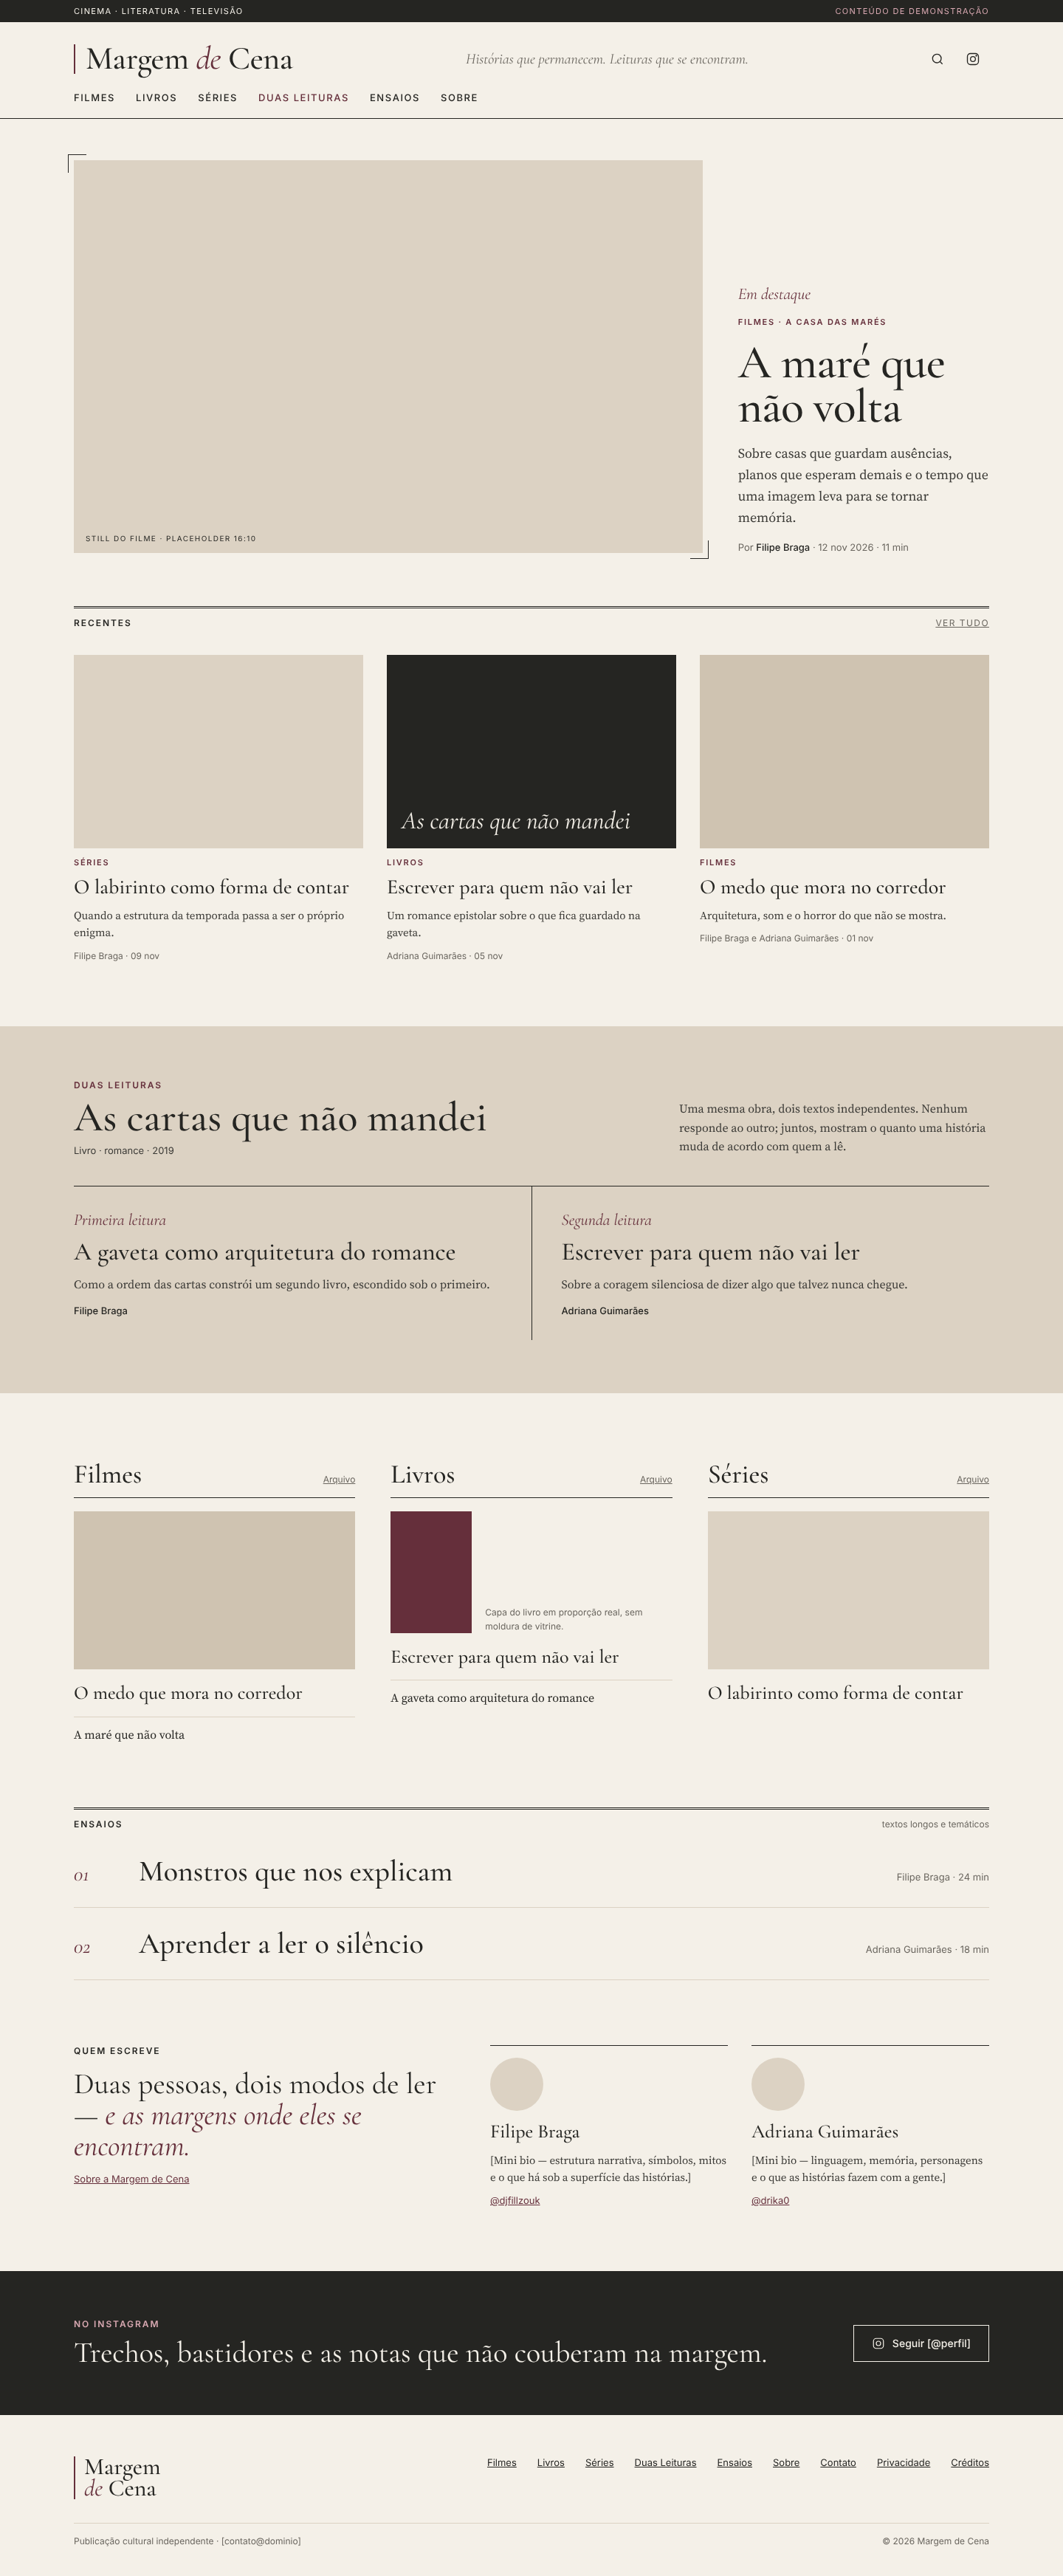 CINEMA · LITERATURA · TELEVISÃO
CONTEÚDO DE DEMONSTRAÇÃO
Margem de Cena
Histórias que permanecem. Leituras que se encontram.
FILMES LIVROS SÉRIES DUAS LEITURAS ENSAIOS SOBRE
STILL DO FILME · PLACEHOLDER 16:10
Em destaque
FILMES · A CASA DAS MARÉS
A maré que
não volta
Sobre casas que guardam ausências,
planos que esperam demais e o tempo que
uma imagem leva para se tornar
memória.
Por Filipe Braga · 12 nov 2026 · 11 min
RECENTES
VER TUDO
SÉRIES
O labirinto como forma de contar
Quando a estrutura da temporada passa a ser o próprio
enigma.
Filipe Braga · 09 nov
As cartas que não mandei
LIVROS
Escrever para quem não vai ler
Um romance epistolar sobre o que fica guardado na
gaveta.
Adriana Guimarães · 05 nov
FILMES
O medo que mora no corredor
Arquitetura, som e o horror do que não se mostra.
Filipe Braga e Adriana Guimarães · 01 nov
DUAS LEITURAS
As cartas que não mandei
Livro · romance · 2019
Uma mesma obra, dois textos independentes. Nenhum
responde ao outro; juntos, mostram o quanto uma história
muda de acordo com quem a lê.
Primeira leitura
A gaveta como arquitetura do romance
Como a ordem das cartas constrói um segundo livro, escondido sob o primeiro.
Filipe Braga
Segunda leitura
Escrever para quem não vai ler
Sobre a coragem silenciosa de dizer algo que talvez nunca chegue.
Adriana Guimarães
Filmes
Arquivo
O medo que mora no corredor
A maré que não volta
Livros
Arquivo
Capa do livro em proporção real, sem
moldura de vitrine.
Escrever para quem não vai ler
A gaveta como arquitetura do romance
Séries
Arquivo
O labirinto como forma de contar
ENSAIOS
textos longos e temáticos
01
Monstros que nos explicam
Filipe Braga · 24 min
02
Aprender a ler o silêncio
Adriana Guimarães · 18 min
QUEM ESCREVE
Duas pessoas, dois modos de ler
— e as margens onde eles se
encontram.
Sobre a Margem de Cena
Filipe Braga
[Mini bio — estrutura narrativa, símbolos, mitos
e o que há sob a superfície das histórias.]
@djfillzouk
Adriana Guimarães
[Mini bio — linguagem, memória, personagens
e o que as histórias fazem com a gente.]
@drika0
NO INSTAGRAM
Trechos, bastidores e as notas que não couberam na margem.
Seguir [@perfil]
Margem
de Cena
Filmes Livros Séries Duas Leituras Ensaios Sobre Contato Privacidade Créditos
Publicação cultural independente · [contato@dominio]
© 2026 Margem de Cena